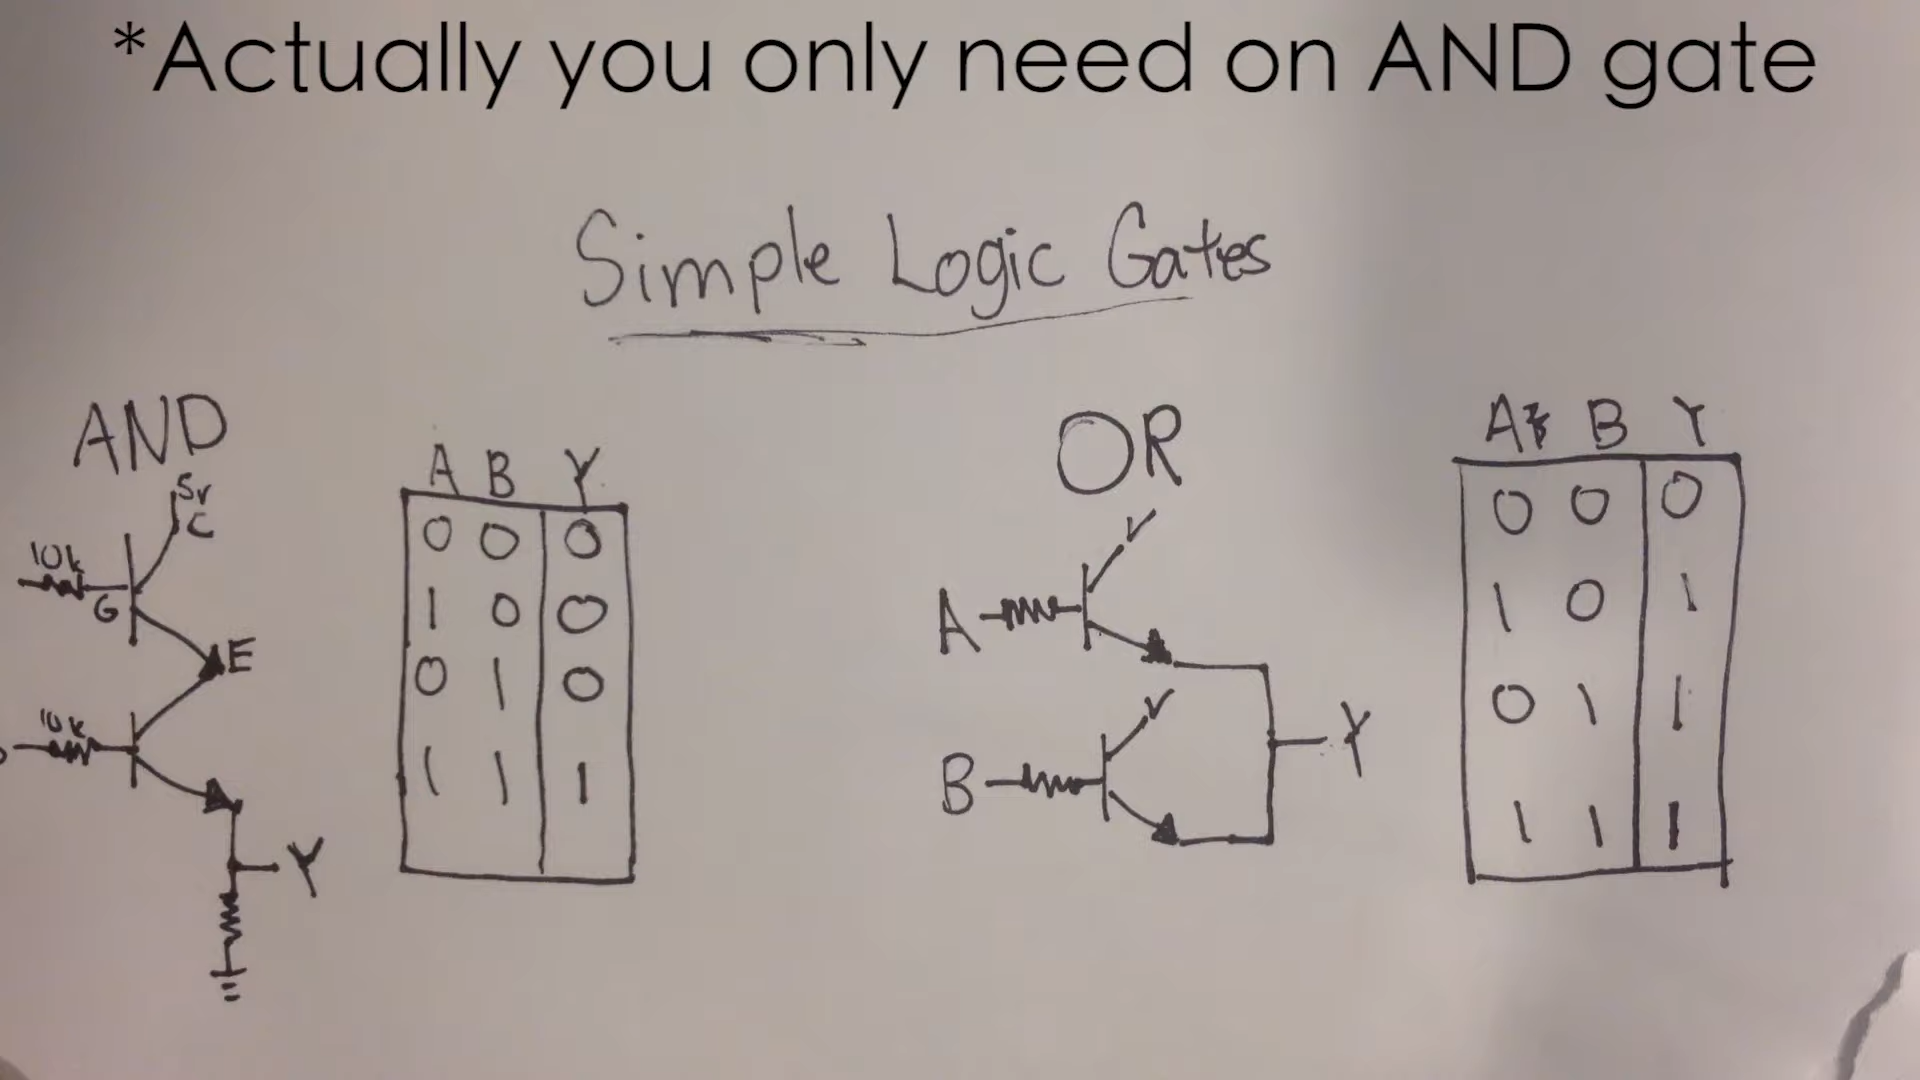 *Actually you only need on AND gate
Simple Logic Gates
AND
5v
C
10k
G
E
10k
Y
A B Y
0 0 0
1 0 0
0 1 0
1 1 1
OR
V
A
V
B
Y
A B Y
0 0 0
1 0 1
0 1 1
1 1 1